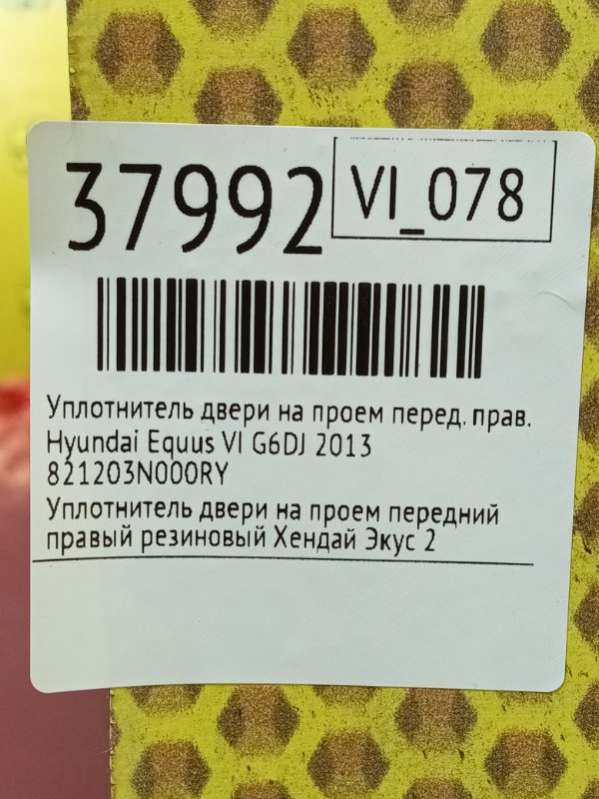 37992
VI_078
Уплотнитель двери на проем перед. прав.
Hyundai Equus VI G6DJ 2013
821203N000RY
Уплотнитель двери на проем передний
правый резиновый Хендай Экус 2